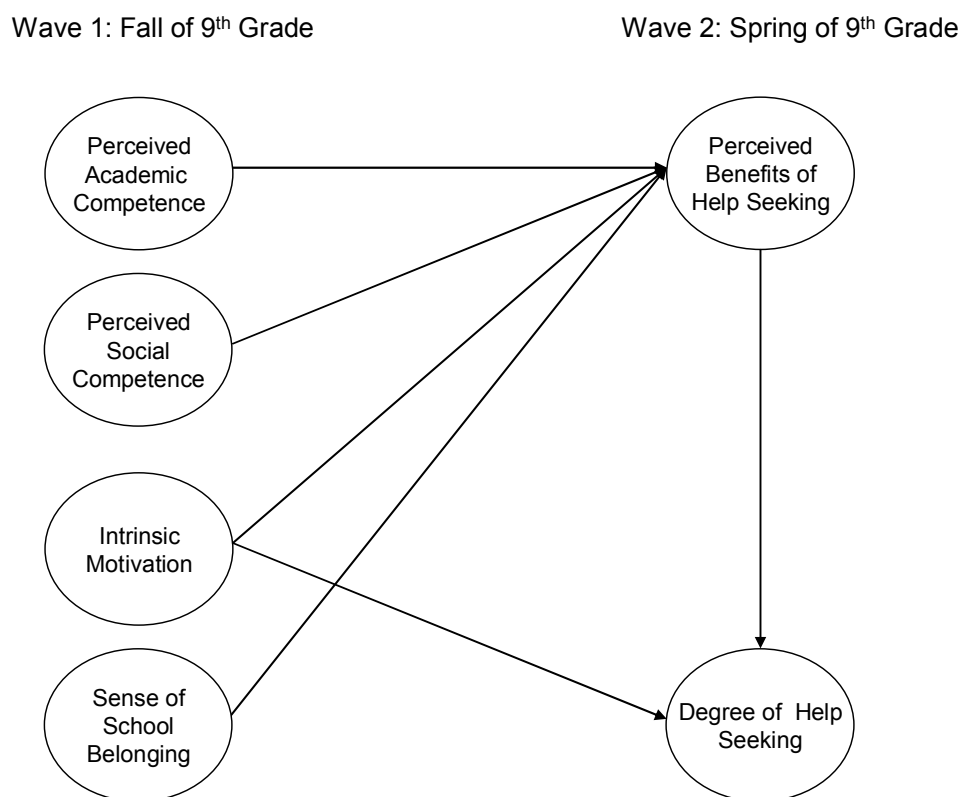 Wave 1: Fall of 9th Grade
Wave 2: Spring of 9th Grade
Perceived
Academic
Competence
Perceived
Benefits of
Help Seeking
Perceived
Social
Competence
Intrinsic
Motivation
Sense of
School
Belonging
Degree of Help
Seeking